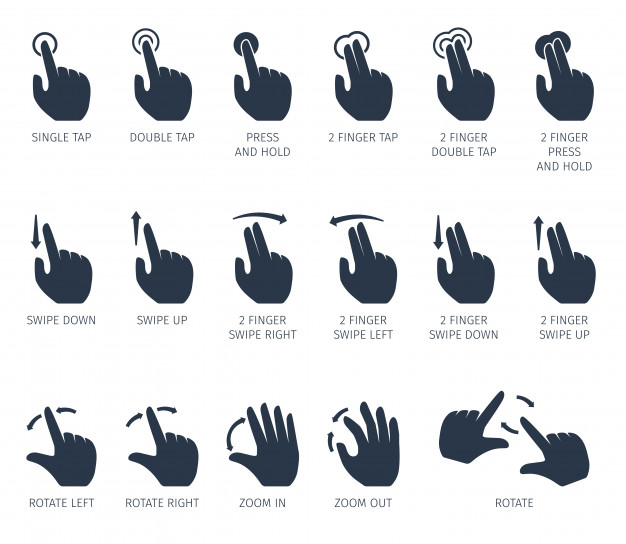 SINGLE TAP
DOUBLE TAP
PRESS
AND HOLD
2 FINGER TAP
2 FINGER
DOUBLE TAP
2 FINGER
PRESS
AND HOLD
SWIPE DOWN
SWIPE UP
2 FINGER
SWIPE RIGHT
2 FINGER
SWIPE LEFT
2 FINGER
SWIPE DOWN
2 FINGER
SWIPE UP
ROTATE LEFT
ROTATE RIGHT
ZOOM IN
ZOOM OUT
ROTATE